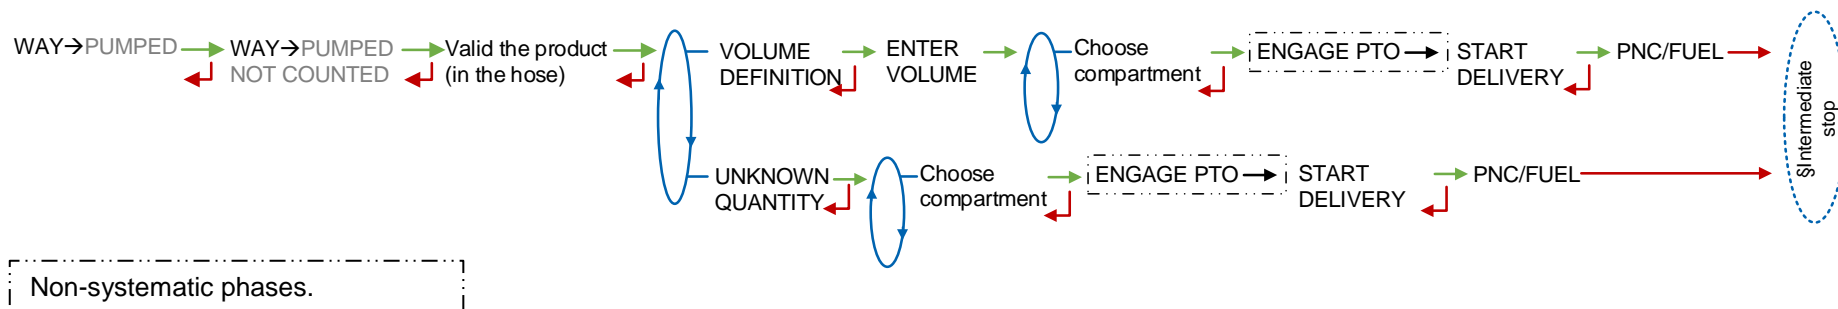 WAY→PUMPED
WAY→PUMPED
NOT COUNTED
Valid the product
(in the hose)
VOLUME
DEFINITION
ENTER
VOLUME
Choose
compartment
ENGAGE PTO
START
DELIVERY
PNC/FUEL
UNKNOWN
QUANTITY
Choose
compartment
ENGAGE PTO
START
DELIVERY
PNC/FUEL
§Intermediate
stop
Non-systematic phases.